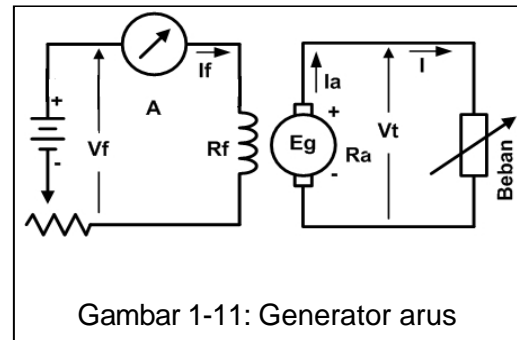 A
If
+
-
Vf
Rf
Ia
I
+
Eg
Ra
-
Vt
Beban
Gambar 1-11: Generator arus